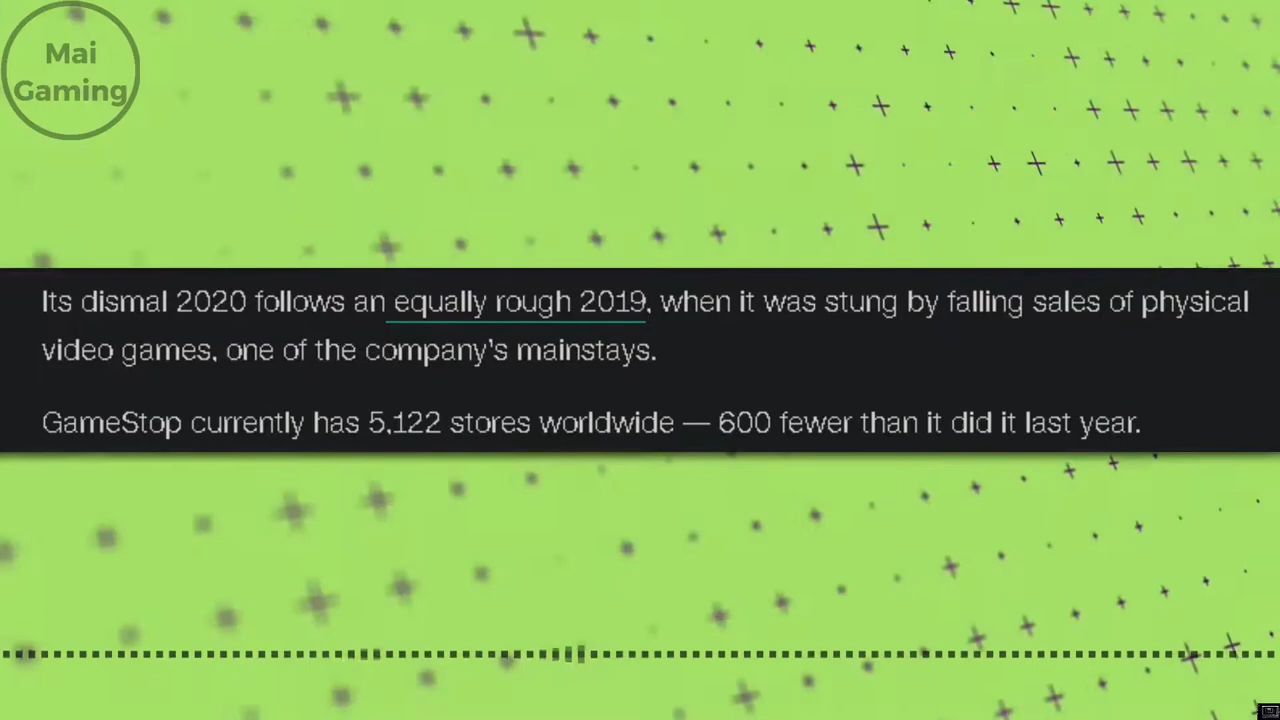 Mai
Gaming
Its dismal 2020 follows an equally rough 2019, when it was stung by falling sales of physical
video games, one of the company's mainstays.
GameStop currently has 5,122 stores worldwide — 600 fewer than it did it last year.